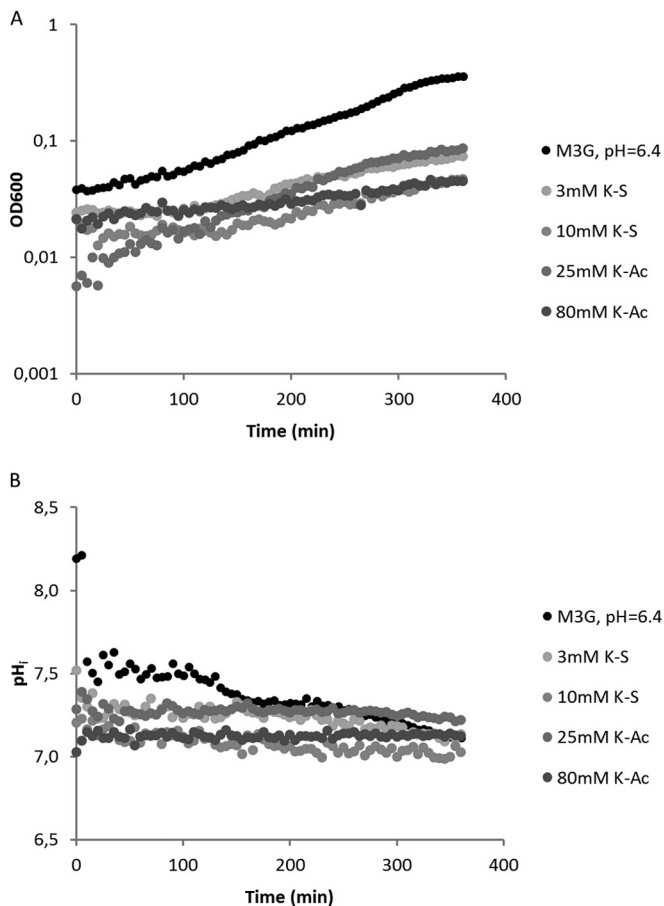 A
1
0.1
0,01
0,001
OD600
0
100
200
300
400
Time (min)
M3G, pH=6.4
3mM K-S
10mM K-S
25mM K-Ac
80mM K-Ac
B
8,5
8,0
7,5
7,0
6,5
pHi
0
100
200
300
400
Time (min)
M3G, pH=6.4
3mM K-S
10mM K-S
25mM K-Ac
80mM K-Ac